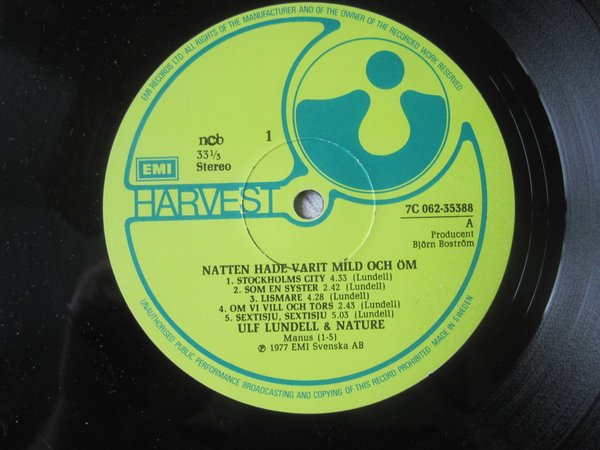 EMI RECORDS LTD ALL RIGHTS OF THE MANUFACTURER AND OF THE OWNER OF THE RECORDED WORK RESERVED
ncb 1
33 1/3
Stereo
EMI
HARVEST
7C 062-35388
A
Producent
Björn Boström
NATTEN HADE VARIT MILD OCH ÖM
1. STOCKHOLMS CITY 4.33 (Lundell)
2. SOM EN SYSTER 2.42 (Lundell)
3. LISMARE 4.28 (Lundell)
4. OM VI VILL OCH TÖRS 2.43 (Lundell)
5. SEXTISJU, SEXTISJU 5.03 (Lundell)
ULF LUNDELL & NATURE
Manus (1-5)
℗ 1977 EMI Svenska AB
UNAUTHORISED PUBLIC PERFORMANCE BROADCASTING AND COPYING OF THIS RECORD PROHIBITED - MADE IN SWEDEN